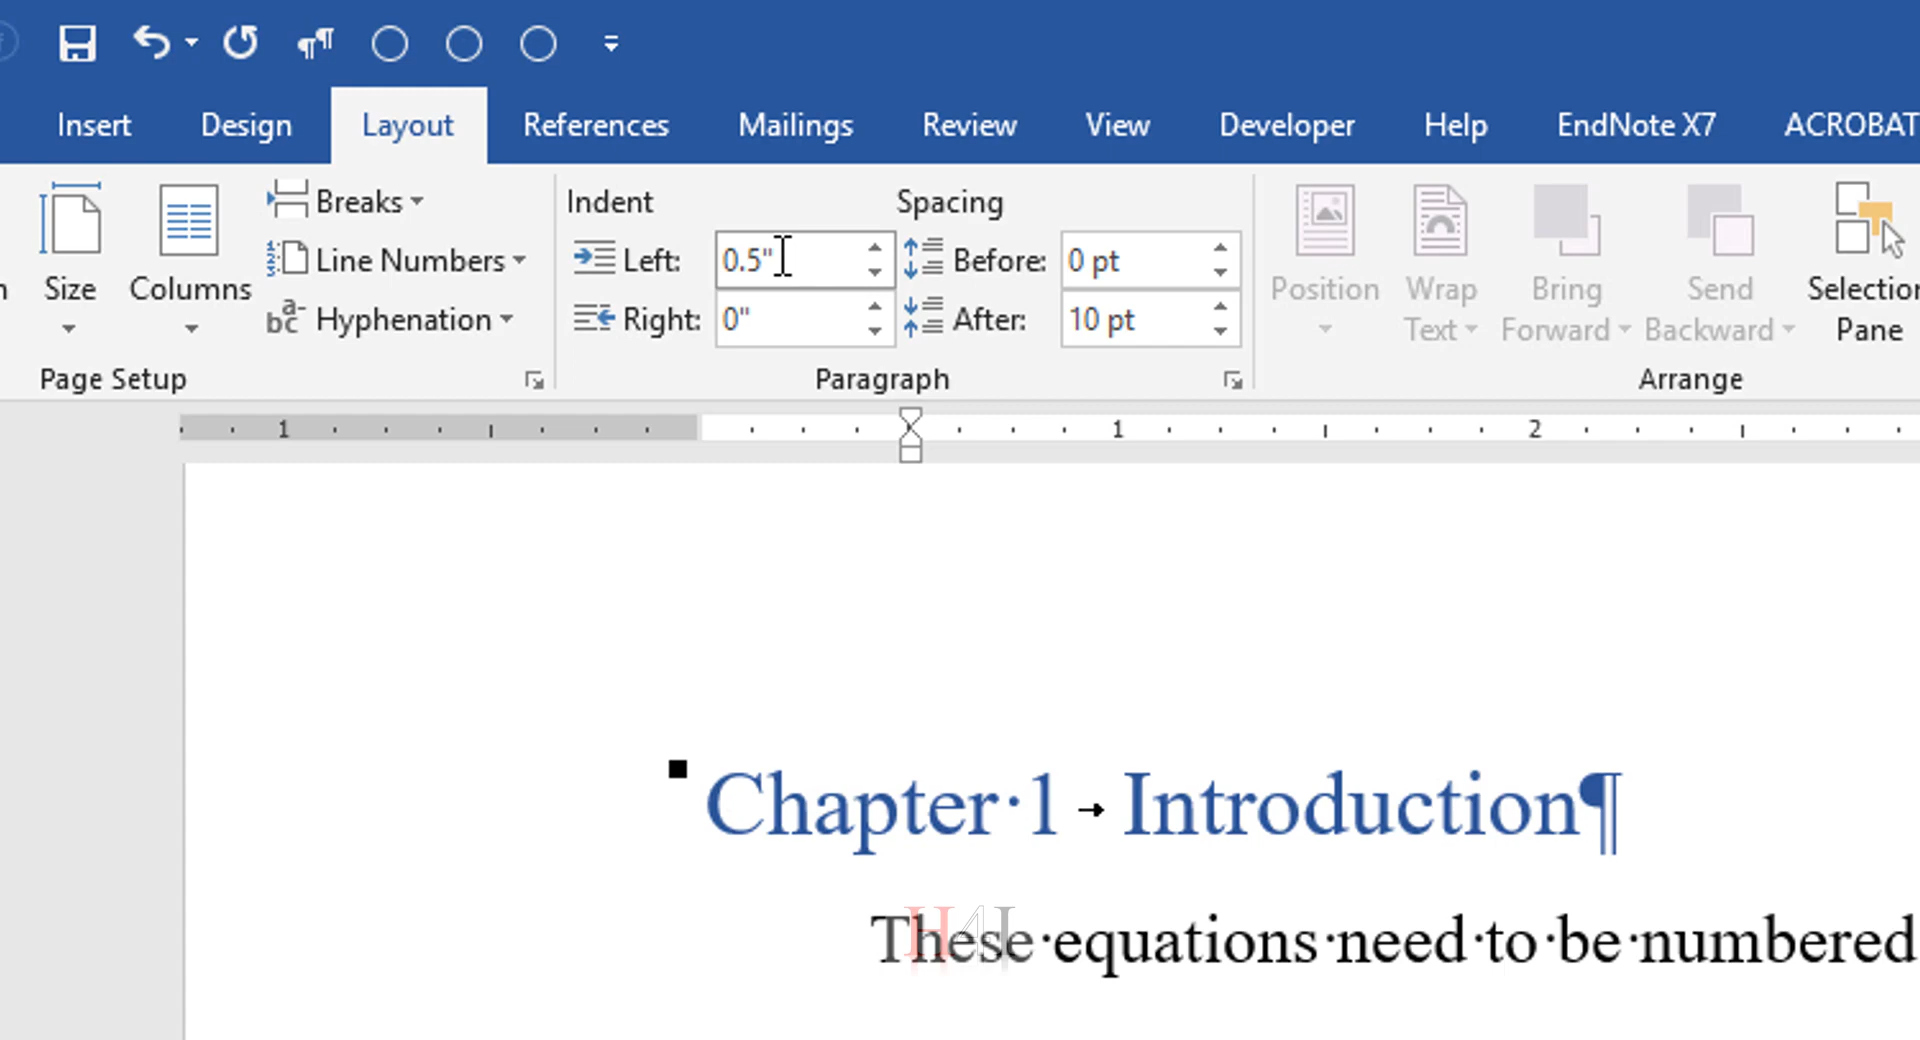 Insert Design Layout References Mailings Review View Developer Help EndNote X7 ACROBAT
Breaks Indent Spacing
Line Numbers Left: 0.5" Before: 0 pt
Size Columns Position Wrap Bring Send Selection
Hyphenation Right: 0" After: 10 pt Text Forward Backward Pane
Page Setup Paragraph Arrange
1 1 2
Chapter·1 → Introduction¶
These·equations·need·to·be·numbered
H4I